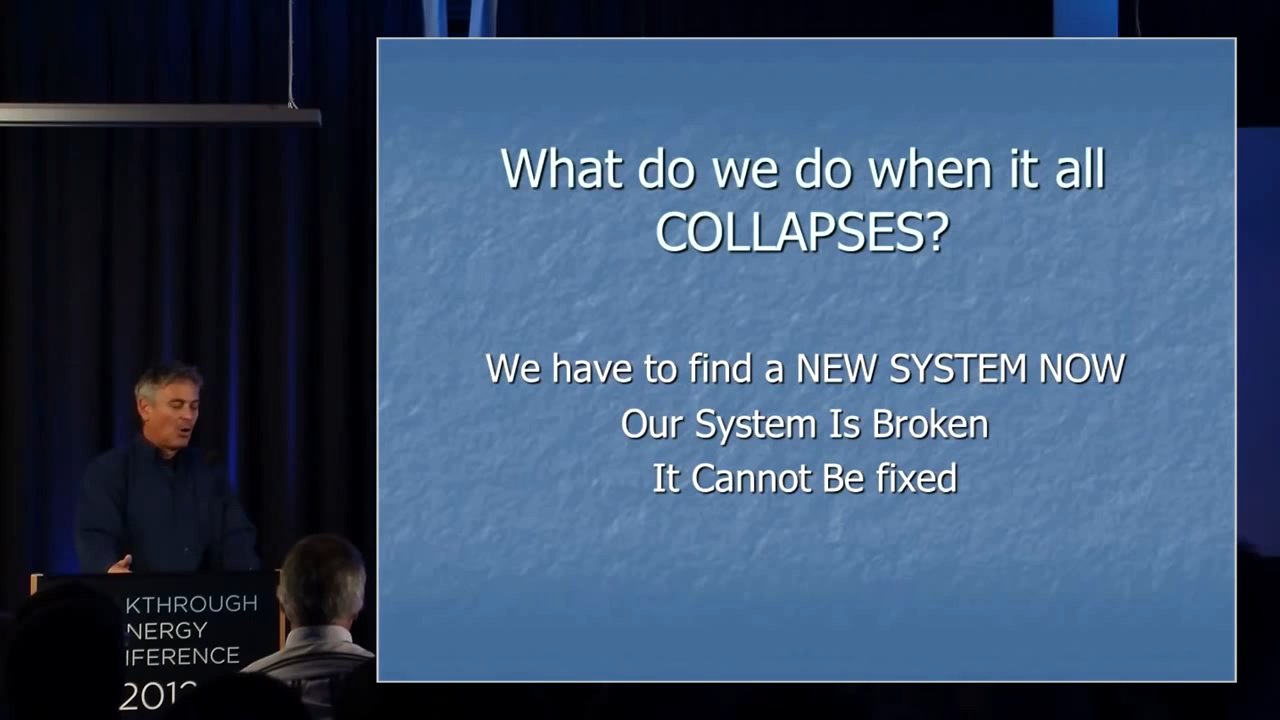 What do we do when it all
COLLAPSES?
We have to find a NEW SYSTEM NOW
Our System Is Broken
It Cannot Be fixed
KTHROUGH
NERGY
FERENCE